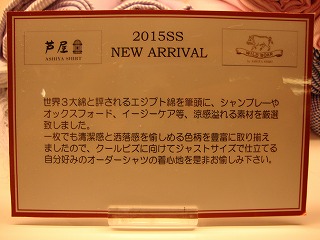 芦屋
ASHIYA SHIRT
2015SS
NEW ARRIVAL
世界3大綿と評されるエジプト綿を筆頭に、シャンブレーや
オックスフォード、イージーケア等、涼感溢れる素材を厳選
致しました。
一枚でも清潔感と洒落感を愉しめる色柄を豊富に取り揃え
ましたので、クールビズに向けてジャストサイズで仕立てる
自分好みのオーダーシャツの着心地を是非お愉しみ下さい。